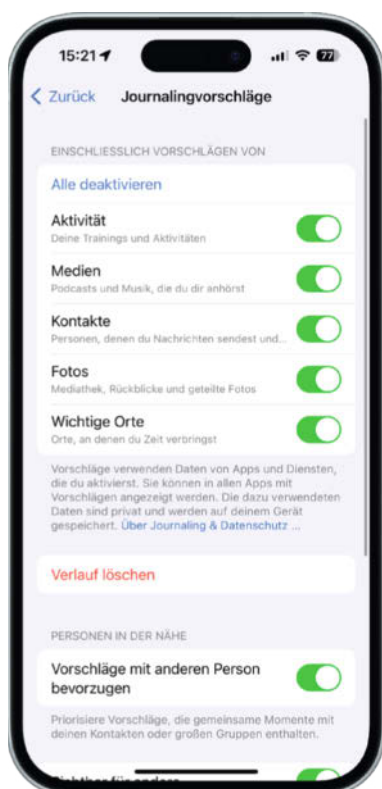 15:21
77
Zurück Journalingvorschläge
EINSCHLIESSLICH VORSCHLÄGEN VON
Alle deaktivieren
Aktivität
Deine Trainings und Aktivitäten
Medien
Podcasts und Musik, die du dir anhörst
Kontakte
Personen, denen du Nachrichten sendest und...
Fotos
Mediathek, Rückblicke und geteilte Fotos
Wichtige Orte
Orte, an denen du Zeit verbringst
Vorschläge verwenden Daten von Apps und Diensten,
die du aktivierst. Sie können in allen Apps mit
Vorschlägen angezeigt werden. Die dazu verwendeten
Daten sind privat und werden auf deinem Gerät
gespeichert. Über Journaling & Datenschutz ...
Verlauf löschen
PERSONEN IN DER NÄHE
Vorschläge mit anderen Person
bevorzugen
Priorisiere Vorschläge, die gemeinsame Momente mit
deinen Kontakten oder großen Gruppen enthalten.
Sichtbar für andere